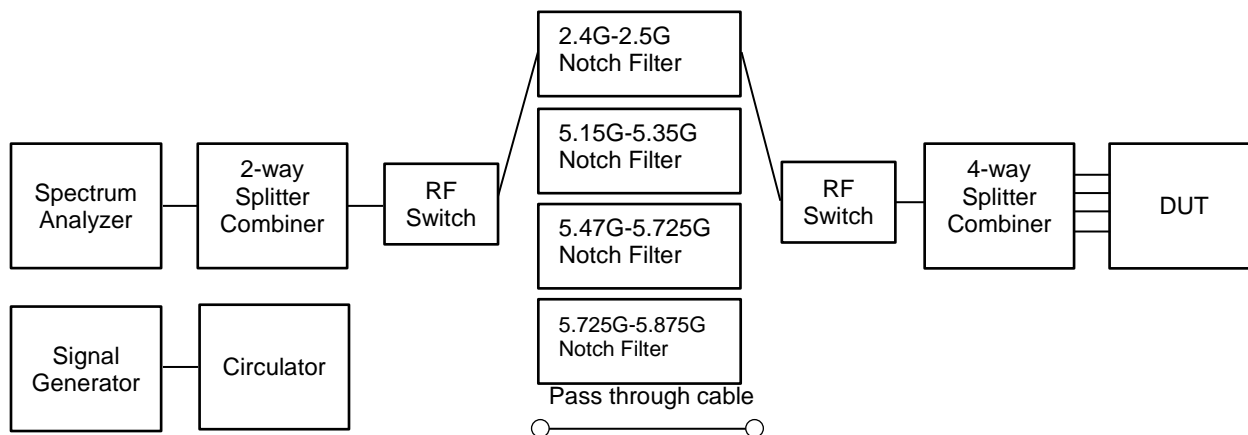 2.4G-2.5G
Notch Filter
5.15G-5.35G
Notch Filter
5.47G-5.725G
Notch Filter
5.725G-5.875G
Notch Filter
Pass through cable
Spectrum
Analyzer
2-way
Splitter
Combiner
RF
Switch
RF
Switch
4-way
Splitter
Combiner
DUT
Signal
Generator
Circulator